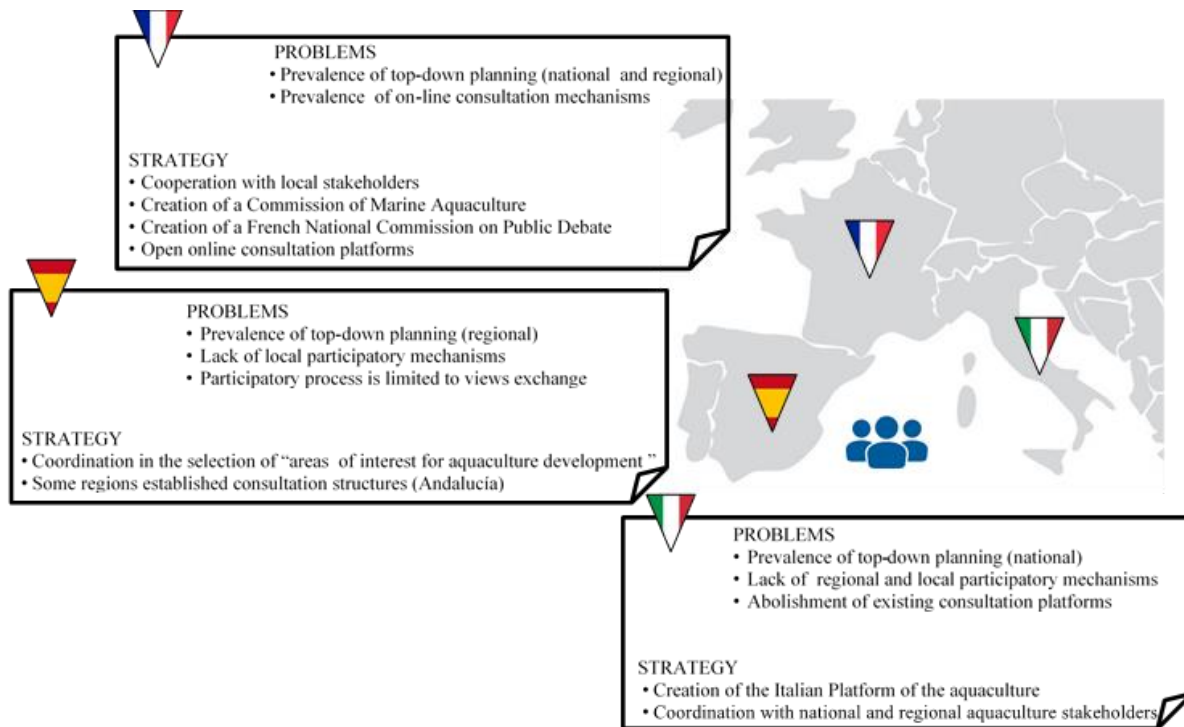 PROBLEMS
• Prevalence of top-down planning (national and regional)
• Prevalence of on-line consultation mechanisms
STRATEGY
• Cooperation with local stakeholders
• Creation of a Commission of Marine Aquaculture
• Creation of a French National Commission on Public Debate
• Open online consultation platforms
PROBLEMS
• Prevalence of top-down planning (regional)
• Lack of local participatory mechanisms
• Participatory process is limited to views exchange
STRATEGY
• Coordination in the selection of “areas of interest for aquaculture development ”
• Some regions established consultation structures (Andalucía)
PROBLEMS
• Prevalence of top-down planning (national)
• Lack of regional and local participatory mechanisms
• Abolishment of existing consultation platforms
STRATEGY
• Creation of the Italian Platform of the aquaculture
• Coordination with national and regional aquaculture stakeholders